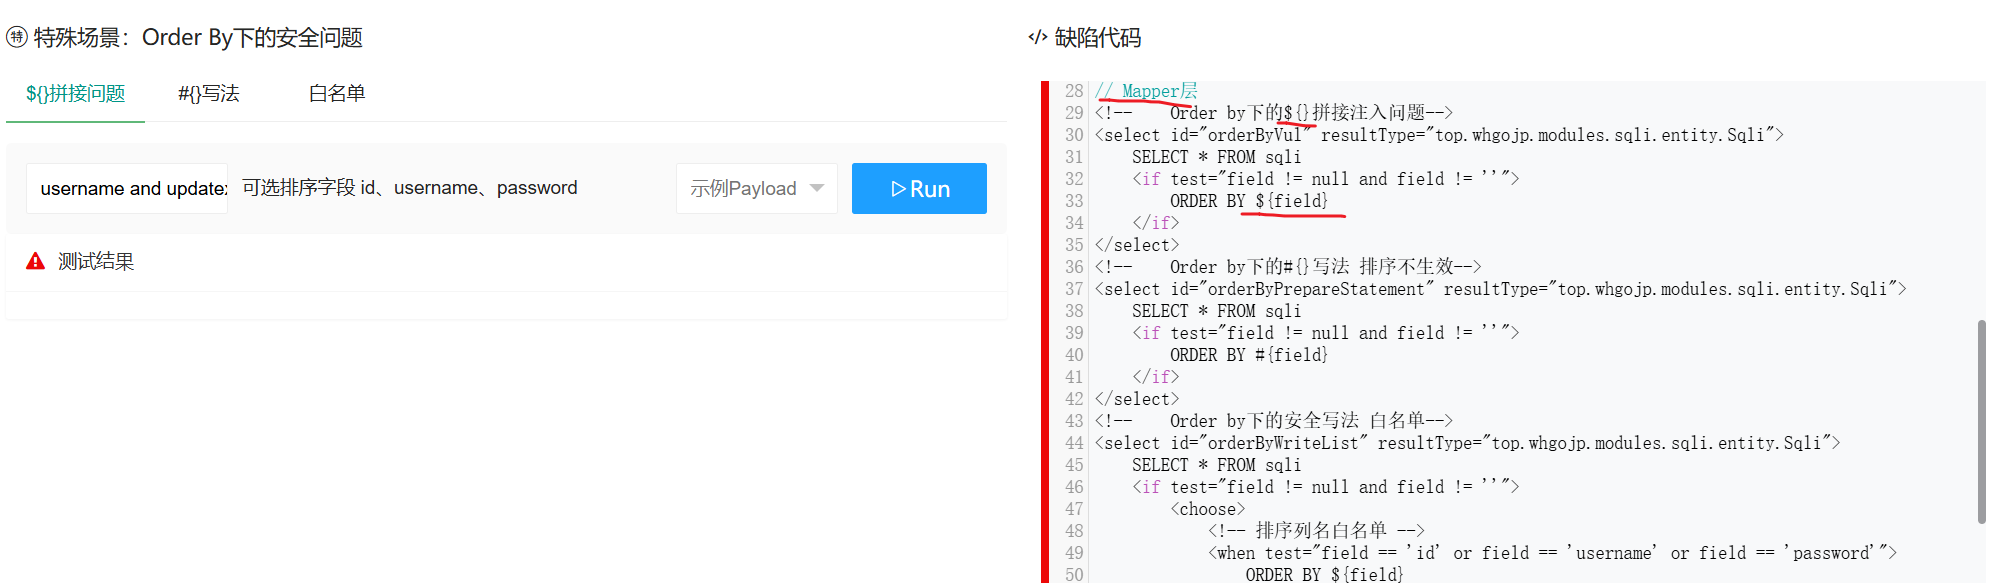 特 特殊场景：Order By下的安全问题
${}拼接问题 #{}写法 白名单
username and update 可选排序字段 id、username、password 示例Payload Run
测试结果
</> 缺陷代码
28 // Mapper层
29 <!-- Order by下的${}拼接注入问题-->
30 <select id="orderByVul" resultType="top.whgojp.modules.sqli.entity.Sqli">
31 SELECT * FROM sqli
32 <if test="field != null and field != ''">
33 ORDER BY ${field}
34 </if>
35 </select>
36 <!-- Order by下的#{}写法 排序不生效-->
37 <select id="orderByPrepareStatement" resultType="top.whgojp.modules.sqli.entity.Sqli">
38 SELECT * FROM sqli
39 <if test="field != null and field != ''">
40 ORDER BY #{field}
41 </if>
42 </select>
43 <!-- Order by下的安全写法 白名单-->
44 <select id="orderByWriteList" resultType="top.whgojp.modules.sqli.entity.Sqli">
45 SELECT * FROM sqli
46 <if test="field != null and field != ''">
47 <choose>
48 <!-- 排序列名白名单 -->
49 <when test="field == 'id' or field == 'username' or field == 'password'">
50 ORDER BY ${field}